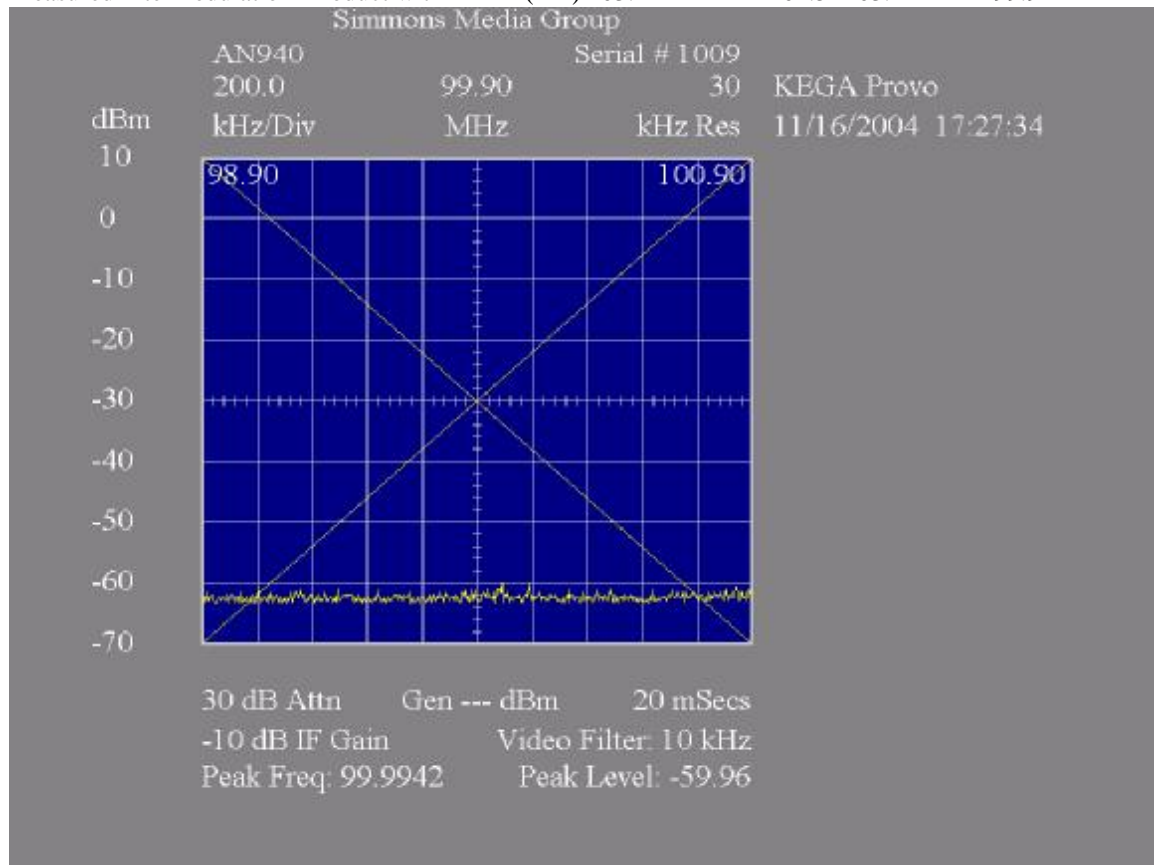 Simmons Media Group
AN940 Serial # 1009
200.0 99.90 30 KEGA Provo
dBm kHz/Div MHz kHz Res 11/16/2004 17:27:34
10
98.90 100.90
0
-10
-20
-30
-40
-50
-60
-70
30 dB Attn Gen --- dBm 20 mSecs
-10 dB IF Gain Video Filter: 10 kHz
Peak Freq: 99.9942 Peak Level: -59.96